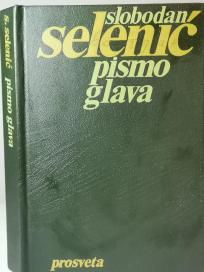 slobodan
selenić
pismo
glava
prosveta
s. selenić pismo glava